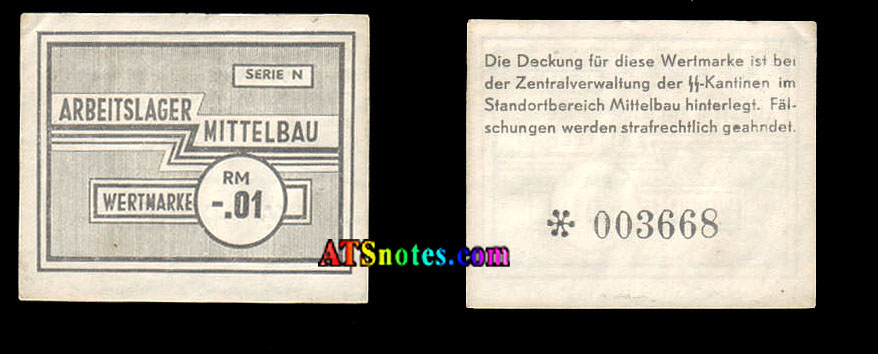 SERIE N
ARBEITSLAGER
MITTELBAU
RM
WERTMARKE -.01
Die Deckung für diese Wertmarke ist bei
der Zentralverwaltung der ᛋᛋ-Kantinen im
Standortbereich Mittelbau hinterlegt. Fäl-
schungen werden strafrechtlich geahndet.
* 003668
ATSnotes.com